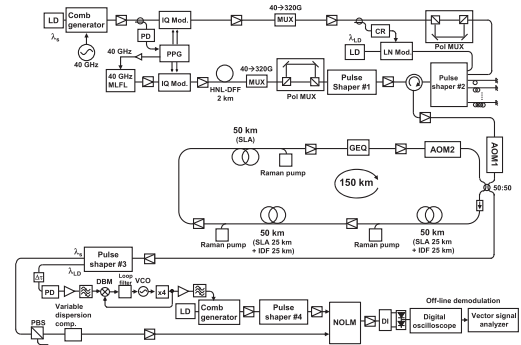 LD
Comb generator
λs
40 GHz
40 GHz
40 GHz MLFL
PD
IQ Mod.
PPG
IQ Mod.
40→320G
MUX
HNL-DFF
2 km
40→320G
MUX
Pol MUX
CR
λLD
LD
LN Mod.
Pol MUX
Pulse Shaper #1
Pulse shaper #2
AOM1
50:50
50 km
(SLA)
Raman pump
GEQ
AOM2
150 km
50 km
(SLA 25 km
+ IDF 25 km)
Raman pump
50 km
(SLA 25 km
+ IDF 25 km)
Raman pump
Pulse shaper #3
λs
λLD
Δτ
PD
DBM
Loop filter
VCO
x4
Variable dispersion comp.
PBS
LD
Comb generator
Pulse shaper #4
NOLM
DI
Off-line demodulation
Digital oscilloscope
Vector signal analyzer